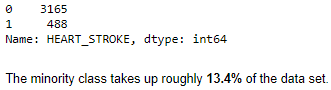 0    3165
1     488
Name: HEART_STROKE, dtype: int64
The minority class takes up roughly 13.4% of the data set.